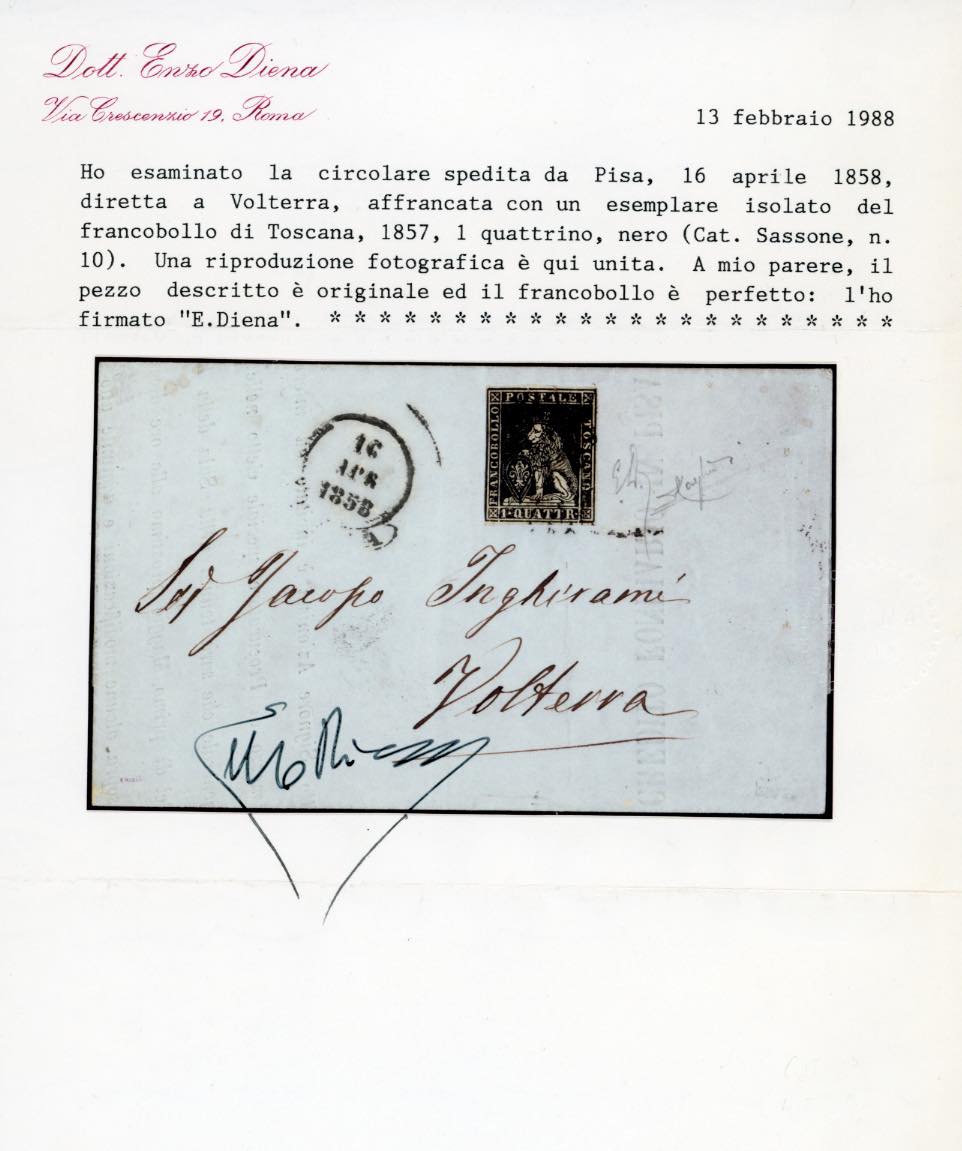 Dott. Enzo Diena
Via Crescenzio 19, Roma
13 febbraio 1988
Ho esaminato la circolare spedita da Pisa, 16 aprile 1858,
diretta a Volterra, affrancata con un esemplare isolato del
francobollo di Toscana, 1857, 1 quattrino, nero (Cat. Sassone, n.
10). Una riproduzione fotografica è qui unita. A mio parere, il
pezzo descritto è originale ed il francobollo è perfetto: l'ho
firmato "E.Diena". * * * * * * * * * * * * * * * * * * * * * * *
16
APR
1858
FRANCOBOLLO
POSTALE
TOSCANO
1·QUATTR
Jacopo Inghirami
Volterra